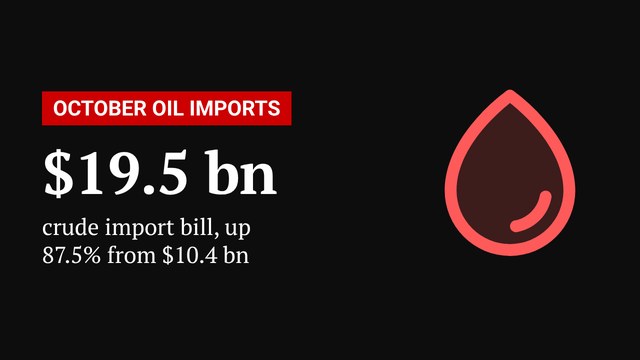 OCTOBER OIL IMPORTS
$19.5 bn
crude import bill, up
87.5% from $10.4 bn